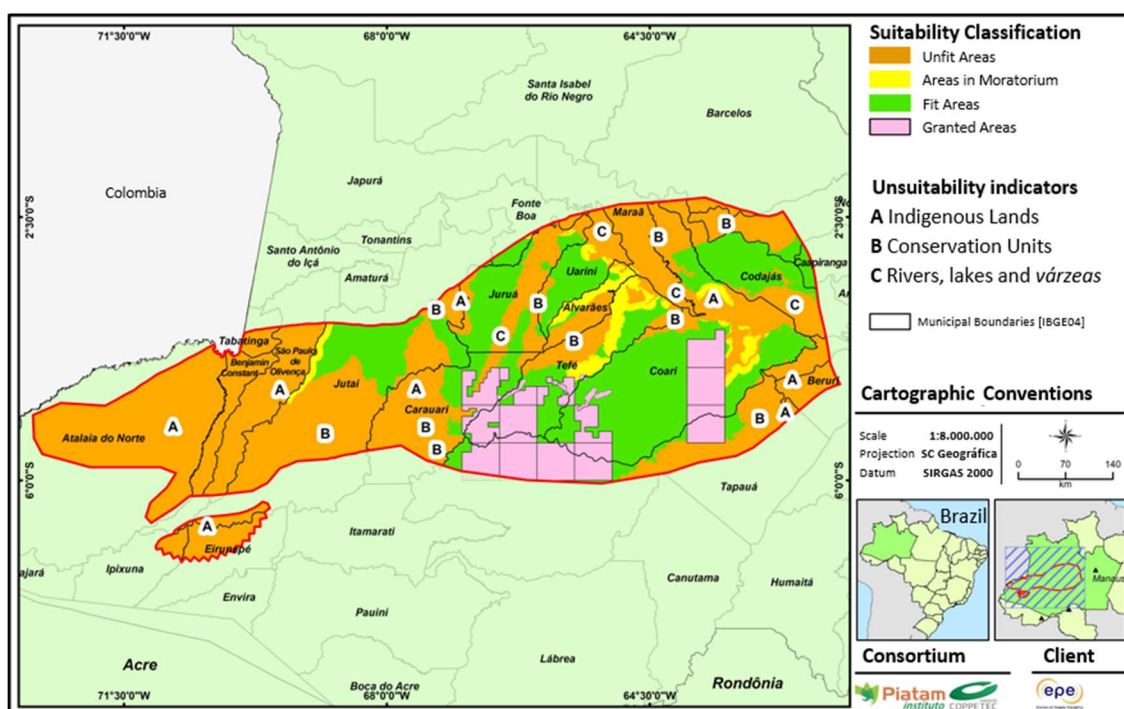 71°30'0"W
68°0'0"W
64°30'0"W
Santa Isabel
do Rio Negro
Barcelos
Colombia
Japurá
Fonte
Boa
Maraã
2°30'0"S
2°30'0"S
Santo Antônio
do Içá
Tonantins
Amaturá
C
B
B
Uarini
Codajás
Caapiranga
Juruá
A
B
B
Alvarães
C
A
C
B
Tabatinga
Benjamin
Constant
São Paulo
de
Olivença
C
B
Tefé
Coari
Jutaí
A
A
Carauari
A
Beruri
Atalaia do Norte
A
B
B
B
B
A
6°0'0"S
6°0'0"S
Tapauá
A
Eirunepé
Itamarati
ajará
Ipixuna
Envira
Canutama
Humaitá
Pauini
Acre
Lábrea
Rondônia
Boca do Acre
71°30'0"W
68°0'0"W
64°30'0"W
Suitability Classification
Unfit Areas
Areas in Moratorium
Fit Areas
Granted Areas
Unsuitability indicators
A Indigenous Lands
B Conservation Units
C Rivers, lakes and várzeas
Municipal Boundaries [IBGE04]
Cartographic Conventions
Scale 1:8.000.000
Projection SC Geográfica
Datum SIRGAS 2000
0 70 140
km
Brazil
Manaus
Consortium
Client
Piatam
instituto
COPPETEC
epe